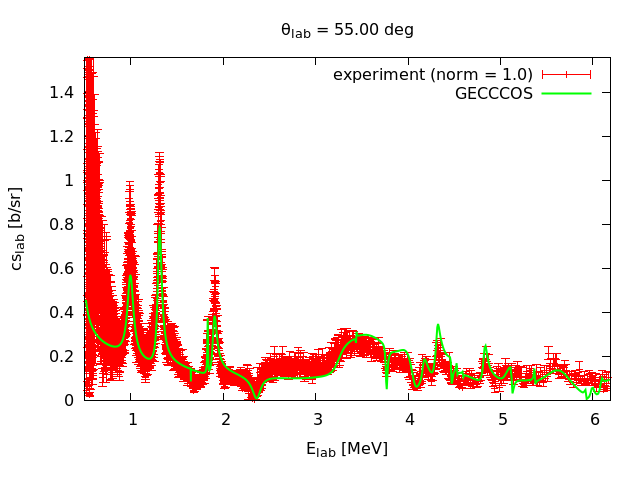 θlab = 55.00 deg
experiment (norm = 1.0)
GECCCOS
cslab [b/sr]
1.4
1.2
1
0.8
0.6
0.4
0.2
0
1 2 3 4 5 6
Elab [MeV]